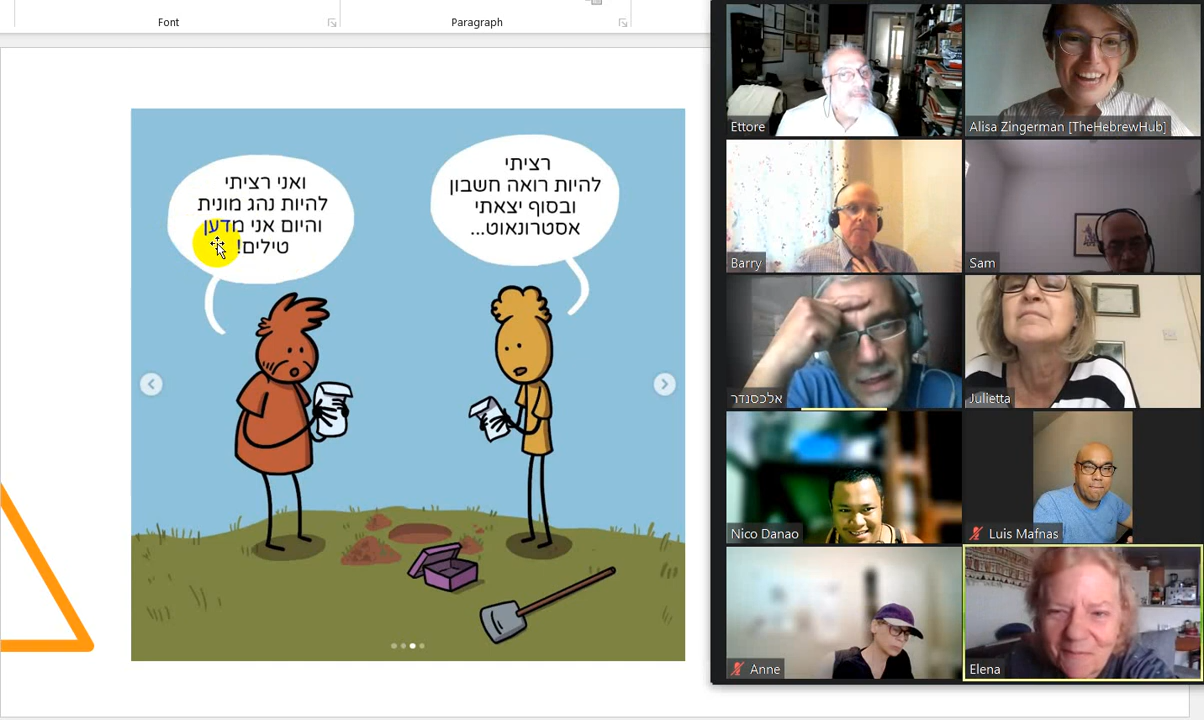 Font
Paragraph
רציתי
להיות רואה חשבון
ובסוף יצאתי
אסטרונאוט...
ואני רציתי
להיות נהג מונית
והיום אני מדען
טילים!
Ettore
Alisa Zingerman [TheHebrewHub]
Barry
Sam
אלכסנדר
Julietta
Nico Danao
Luis Mafnas
Anne
Elena